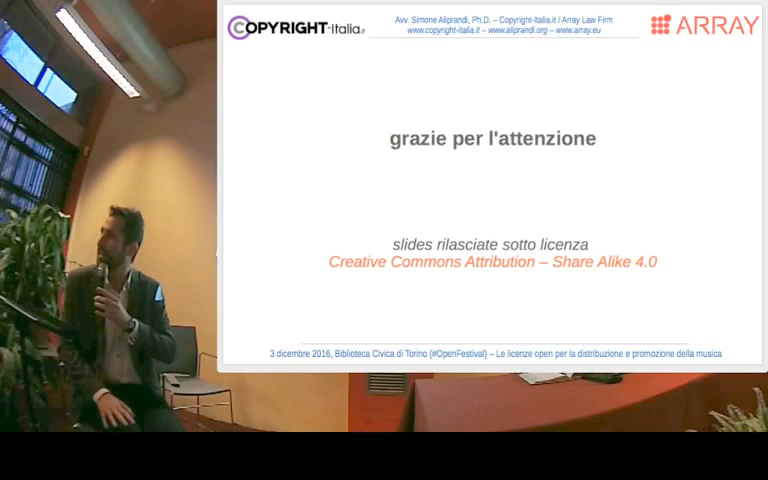 COPYRIGHT-Italia.it
Avv. Simone Aliprandi, Ph.D. – Copyright-Italia.it / Array Law Firm
www.copyright-italia.it – www.aliprandi.org – www.array.eu
ARRAY
grazie per l'attenzione
slides rilasciate sotto licenza
Creative Commons Attribution – Share Alike 4.0
3 dicembre 2016, Biblioteca Civica di Torino (#OpenFestival) – Le licenze open per la distribuzione e promozione della musica